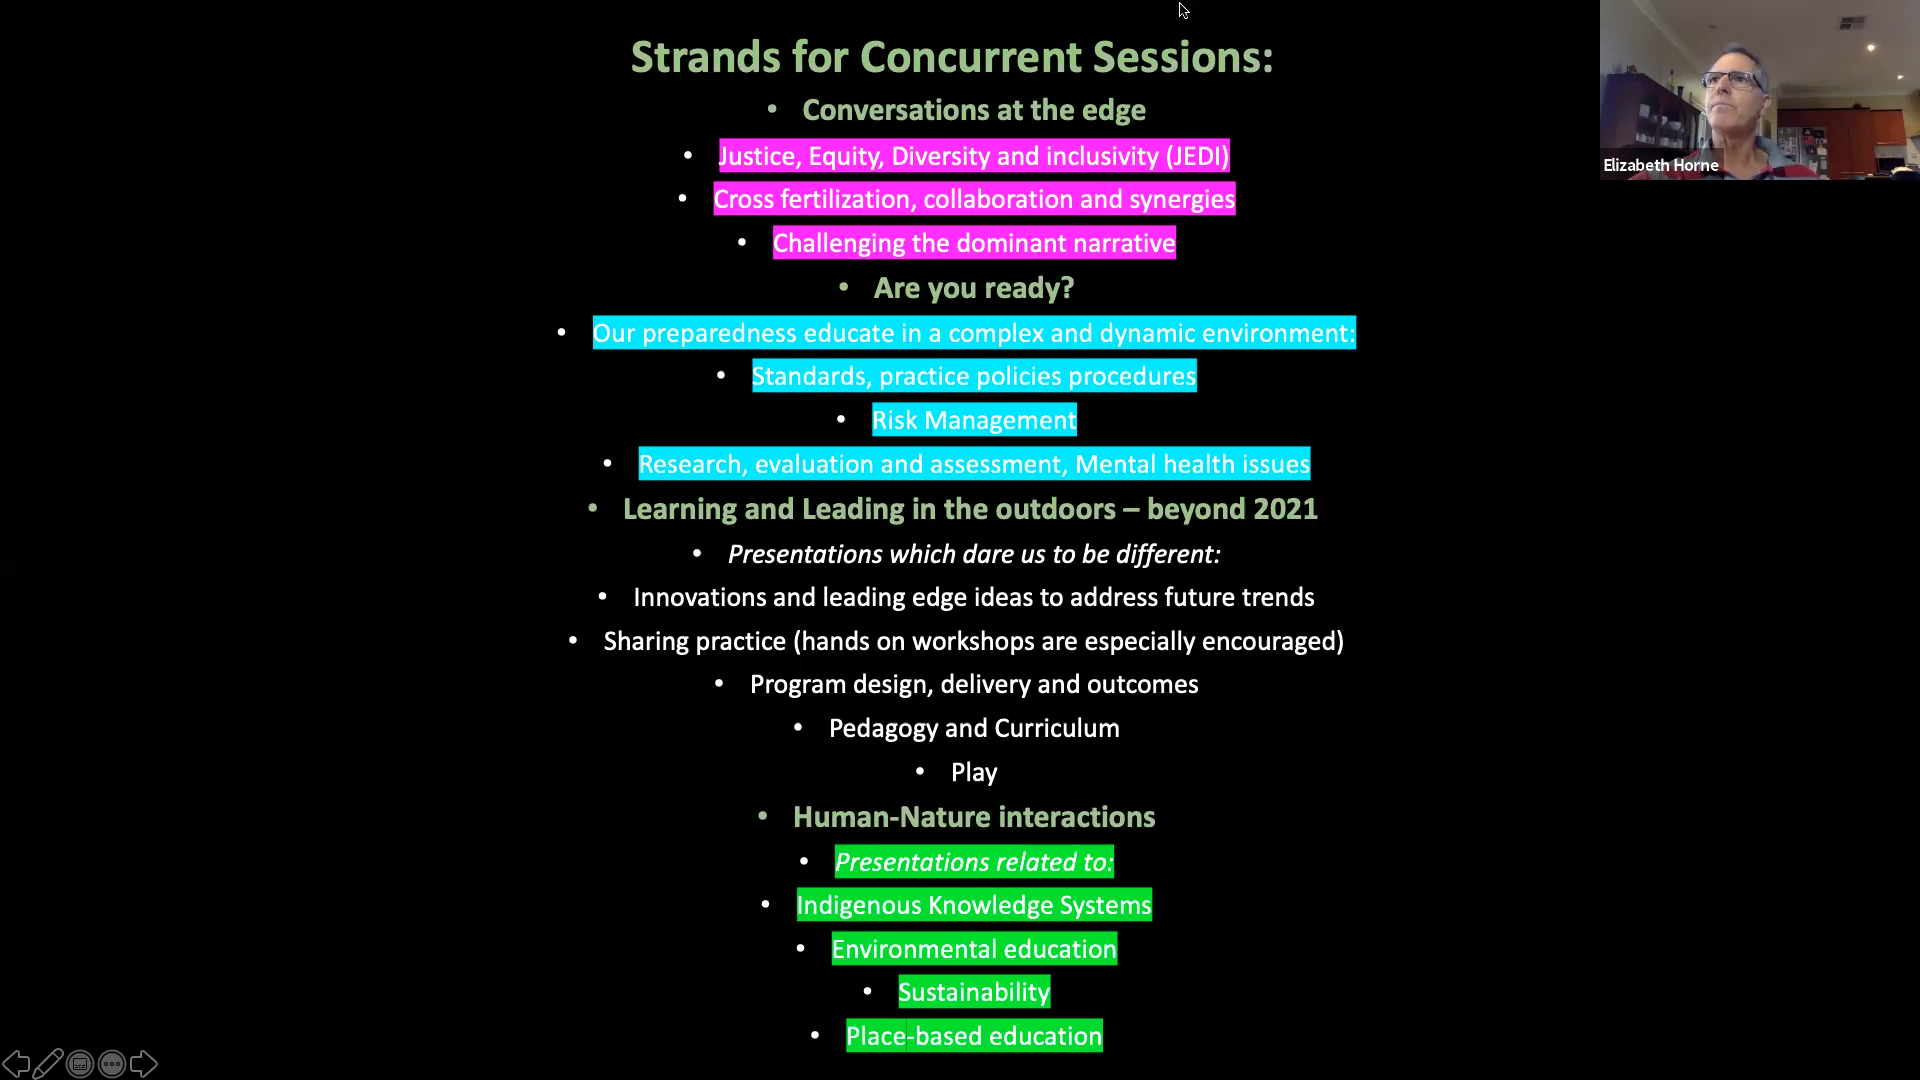 Strands for Concurrent Sessions:
• Conversations at the edge
• Justice, Equity, Diversity and inclusivity (JEDI)
• Cross fertilization, collaboration and synergies
• Challenging the dominant narrative
• Are you ready?
• Our preparedness educate in a complex and dynamic environment:
• Standards, practice policies procedures
• Risk Management
• Research, evaluation and assessment, Mental health issues
• Learning and Leading in the outdoors – beyond 2021
• Presentations which dare us to be different:
• Innovations and leading edge ideas to address future trends
• Sharing practice (hands on workshops are especially encouraged)
• Program design, delivery and outcomes
• Pedagogy and Curriculum
• Play
• Human-Nature interactions
• Presentations related to:
• Indigenous Knowledge Systems
• Environmental education
• Sustainability
• Place-based education
Elizabeth Horne